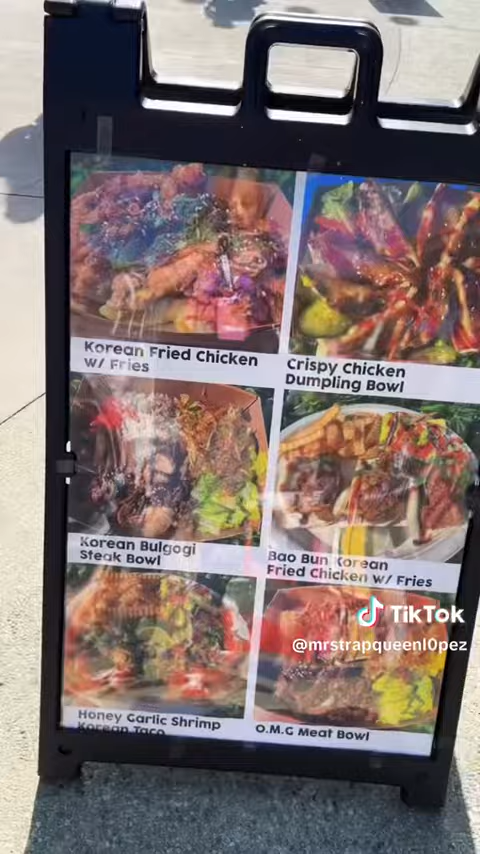 Korean Fried Chicken
w/ Fries
Crispy Chicken
Dumpling Bowl
Korean Bulgogi
Steak Bowl
Bao Bun Korean
Fried Chicken w/ Fries
TikTok
@mrstrapqueenl0pez
Honey Garlic Shrimp
Korean Taco
O.M.G Meat Bowl